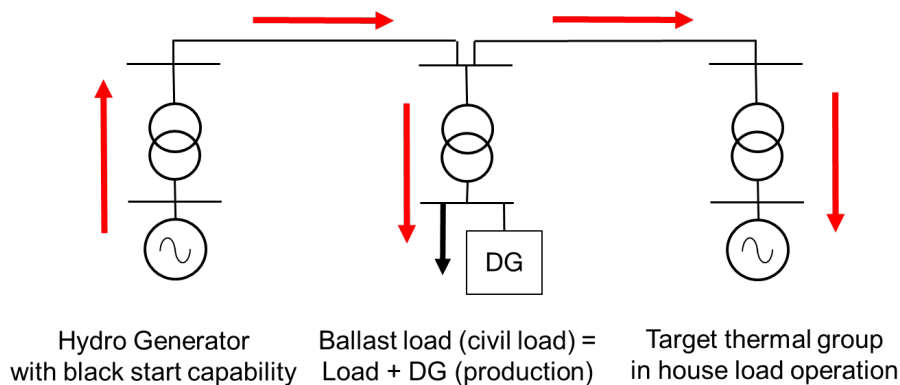 DG
Hydro Generator
with black start capability
Ballast load (civil load) =
Load + DG (production)
Target thermal group
in house load operation